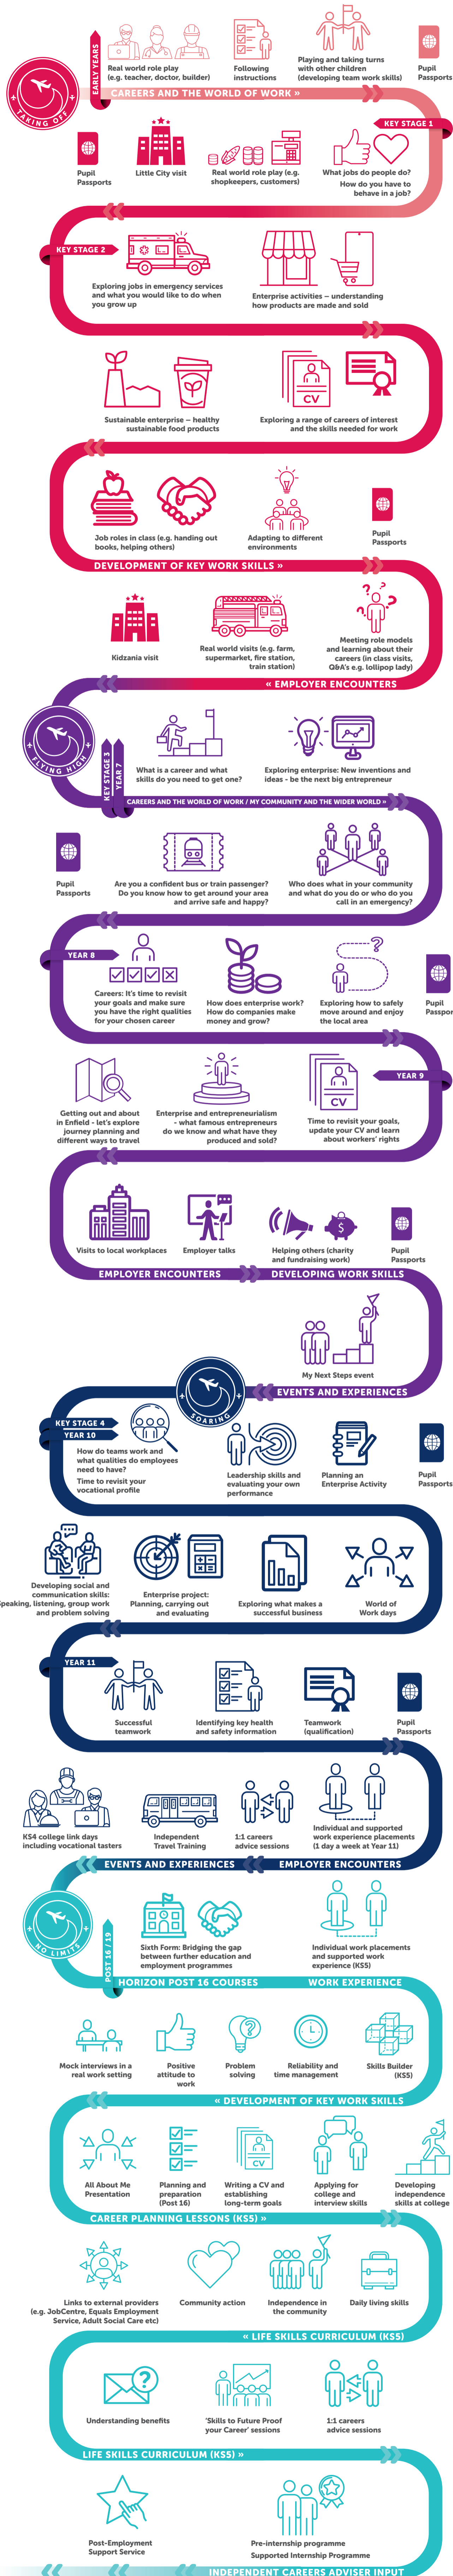 EARLY YEARS
Real world role play
(e.g. teacher, doctor, builder)
Following
instructions
Playing and taking turns
with other children
(developing team work skills)
Pupil
Passports
TAKING OFF
CAREERS AND THE WORLD OF WORK »
KEY STAGE 1
Pupil
Passports
Little City visit
Real world role play (e.g.
shopkeepers, customers)
What jobs do people do?
How do you have to
behave in a job?
KEY STAGE 2
Exploring jobs in emergency services
and what you would like to do when
you grow up
Enterprise activities – understanding
how products are made and sold
CV
Sustainable enterprise – healthy
sustainable food products
Exploring a range of careers of interest
and the skills needed for work
Job roles in class (e.g. handing out
books, helping others)
Adapting to different
environments
Pupil
Passports
DEVELOPMENT OF KEY WORK SKILLS »
Kidzania visit
Real world visits (e.g. farm,
supermarket, fire station,
train station)
Meeting role models
and learning about their
careers (in class visits,
Q&A's e.g. lollipop lady)
« EMPLOYER ENCOUNTERS
FLYING HIGH
KEY STAGE 3
YEAR 7
What is a career and what
skills do you need to get one?
Exploring enterprise: New inventions and
ideas - be the next big entrepreneur
CAREERS AND THE WORLD OF WORK / MY COMMUNITY AND THE WIDER WORLD »
Pupil
Passports
Are you a confident bus or train passenger?
Do you know how to get around your area
and arrive safe and happy?
Who does what in your community
and what do you do or who do you
call in an emergency?
YEAR 8
Careers: It's time to revisit
your goals and make sure
you have the right qualities
for your chosen career
How does enterprise work?
How do companies make
money and grow?
Exploring how to safely
move around and enjoy
the local area
Pupil
Passpor
YEAR 9
CV
Getting out and about
in Enfield - let's explore
journey planning and
different ways to travel
Enterprise and entrepreneurialism
- what famous entrepreneurs
do we know and what have they
produced and sold?
Time to revisit your goals,
update your CV and learn
about workers' rights
Visits to local workplaces
Employer talks
Helping others (charity
and fundraising work)
Pupil
Passports
EMPLOYER ENCOUNTERS
DEVELOPING WORK SKILLS
My Next Steps event
EVENTS AND EXPERIENCES
SOARING
KEY STAGE 4
YEAR 10
How do teams work and
what qualities do employees
need to have?
Time to revisit your
vocational profile
Leadership skills and
evaluating your own
performance
Planning an
Enterprise Activity
Pupil
Passports
Developing social and
communication skills:
peaking, listening, group work
and problem solving
Enterprise project:
Planning, carrying out
and evaluating
Exploring what makes a
successful business
World of
Work days
YEAR 11
Successful
teamwork
Identifying key health
and safety information
Teamwork
(qualification)
Pupil
Passports
KS4 college link days
including vocational tasters
Independent
Travel Training
1:1 careers
advice sessions
Individual and supported
work experience placements
(1 day a week at Year 11)
EVENTS AND EXPERIENCES
EMPLOYER ENCOUNTERS
NO LIMITS
POST 16 / 19
Sixth Form: Bridging the gap
between further education and
employment programmes
Individual work placements
and supported work
experience (KS5)
HORIZON POST 16 COURSES
WORK EXPERIENCE
Mock interviews in a
real work setting
Positive
attitude to
work
Problem
solving
Reliability and
time management
Skills Builder
(KS5)
« DEVELOPMENT OF KEY WORK SKILLS
CV
All About Me
Presentation
Planning and
preparation
(Post 16)
Writing a CV and
establishing
long-term goals
Applying for
college and
interview skills
Developing
independence
skills at college
CAREER PLANNING LESSONS (KS5) »
Links to external providers
(e.g. JobCentre, Equals Employment
Service, Adult Social Care etc)
Community action
Independence in
the community
Daily living skills
« LIFE SKILLS CURRICULUM (KS5)
Understanding benefits
'Skills to Future Proof
your Career' sessions
1:1 careers
advice sessions
LIFE SKILLS CURRICULUM (KS5) »
Post-Employment
Support Service
Pre-internship programme
Supported Internship Programme
INDEPENDENT CAREERS ADVISER INPUT